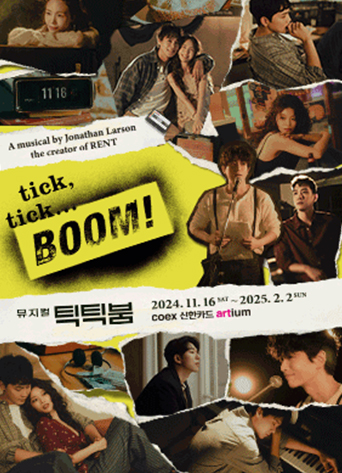 11 16
A musical by Jonathan Larson
the creator of RENT
tick,
tick...
BOOM!
뮤지컬 틱틱붐
2024. 11. 16 SAT ~ 2025. 2. 2 SUN
coex 신한카드 artium